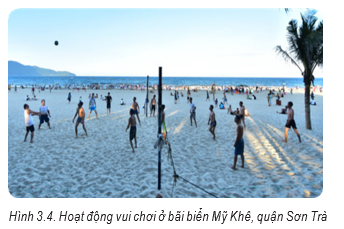 Hình 3.4. Hoạt động vui chơi ở bãi biển Mỹ Khê, quận Sơn Trà